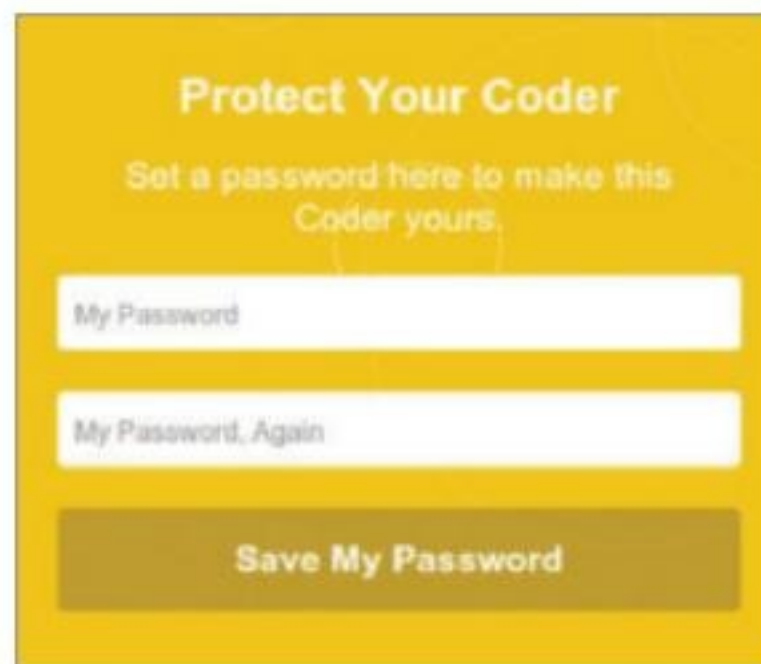 Protect Your Coder
Set a password here to make this
Coder yours.
My Password
My Password, Again
Save My Password